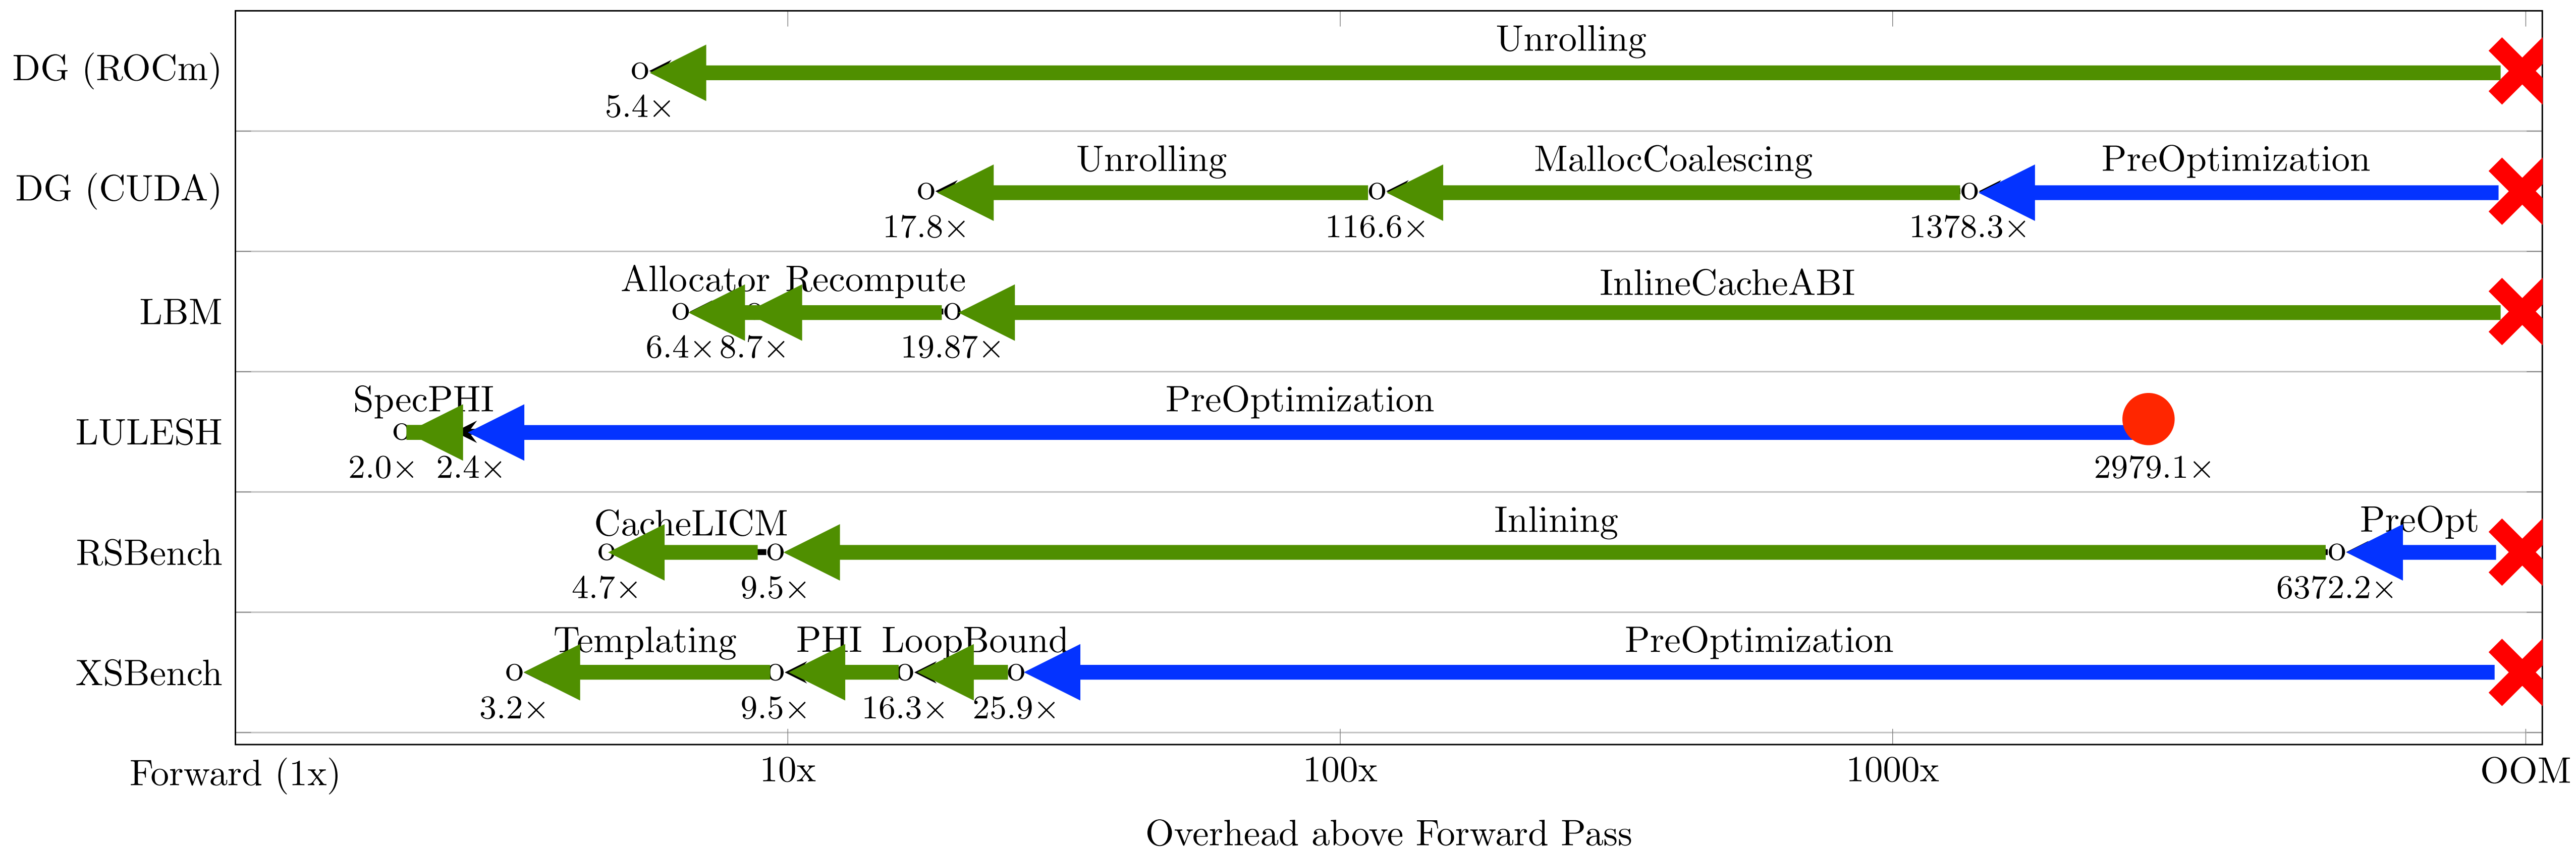 Unrolling
DG (ROCm)
5.4×
Unrolling MallocCoalescing PreOptimization
DG (CUDA)
17.8× 116.6× 1378.3×
Allocator Recompute InlineCacheABI
LBM
6.4× 8.7× 19.87×
SpecPHI PreOptimization
LULESH
2.0× 2.4× 2979.1×
CacheLICM Inlining PreOpt
RSBench
4.7× 9.5× 6372.2×
Templating PHI LoopBound PreOptimization
XSBench
3.2× 9.5× 16.3× 25.9×
Forward (1x) 10x 100x 1000x OOM
Overhead above Forward Pass